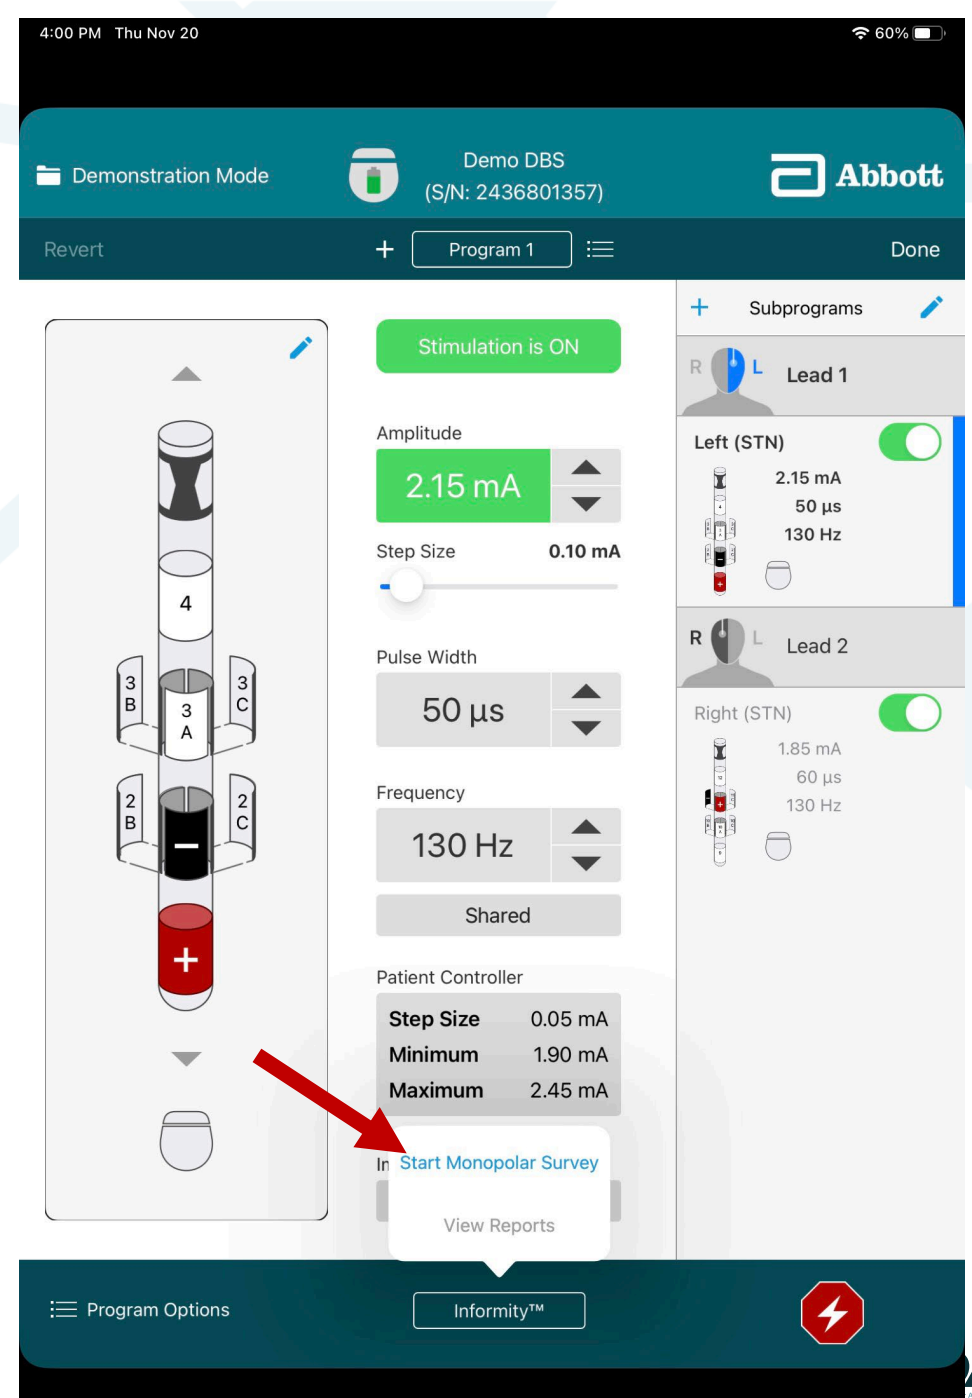 4:00 PM Thu Nov 20
60%
Demonstration Mode
Demo DBS
(S/N: 2436801357)
Abbott
Revert
+ Program 1
Done
+ Subprograms
Stimulation is ON
R L Lead 1
Amplitude
2.15 mA
Step Size 0.10 mA
Left (STN)
2.15 mA
50 µs
130 Hz
4
3
B
3
A
3
C
2
B
2
C
−
+
Pulse Width
50 µs
R L Lead 2
Right (STN)
1.85 mA
60 µs
130 Hz
Frequency
130 Hz
Shared
Patient Controller
Step Size 0.05 mA
Minimum 1.90 mA
Maximum 2.45 mA
Start Monopolar Survey
View Reports
Program Options
Informity™